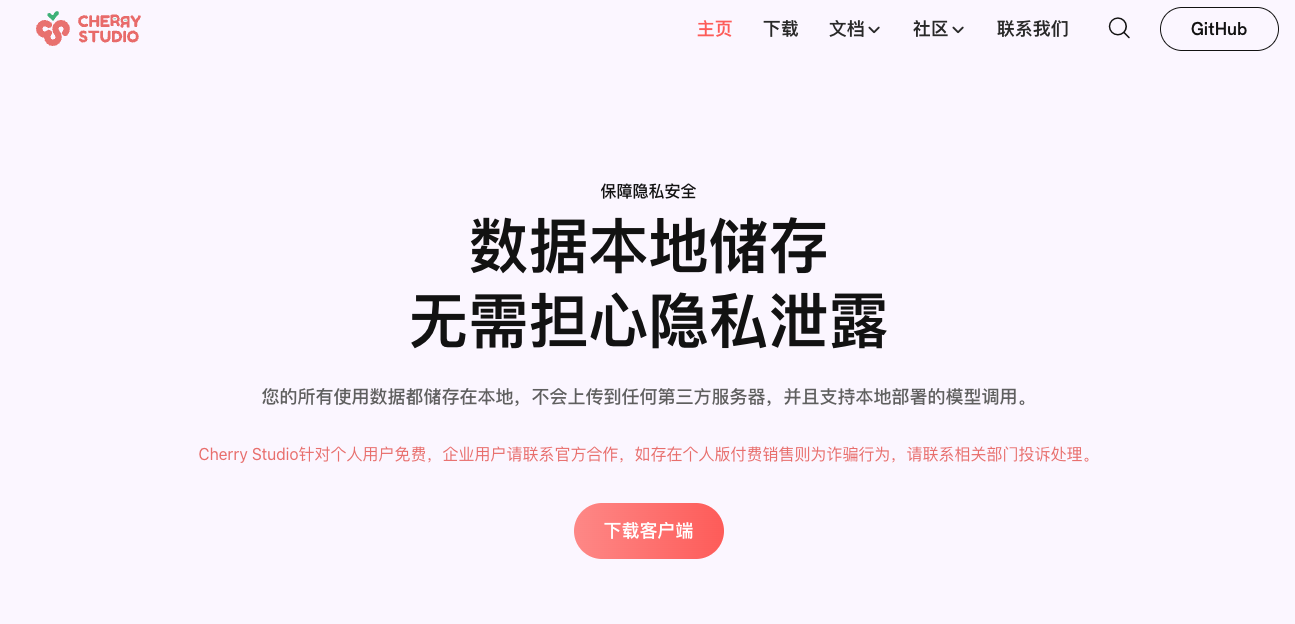 CHERRY
STUDIO
主页 下载 文档 社区 联系我们 GitHub
保障隐私安全
数据本地储存
无需担心隐私泄露
您的所有使用数据都储存在本地，不会上传到任何第三方服务器，并且支持本地部署的模型调用。
Cherry Studio针对个人用户免费，企业用户请联系官方合作，如存在个人版付费销售则为诈骗行为，请联系相关部门投诉处理。
下载客户端